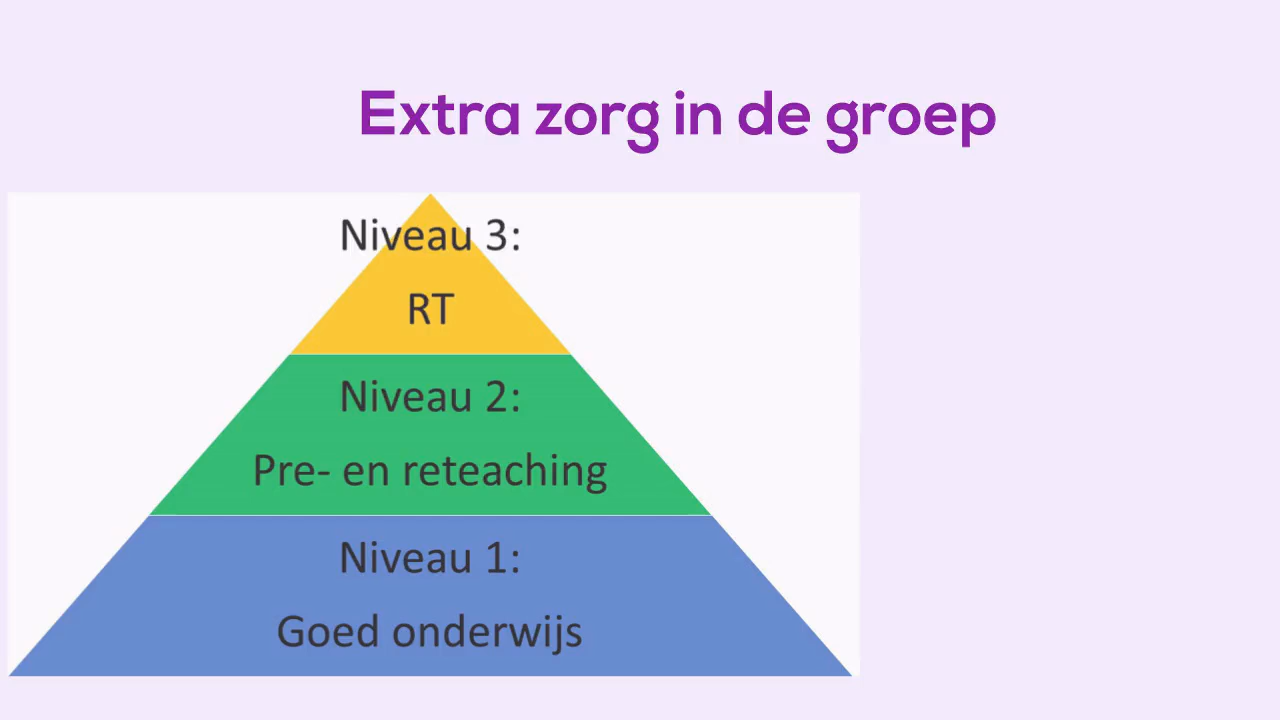 Extra zorg in de groep
Niveau 3:
RT
Niveau 2:
Pre- en reteaching
Niveau 1:
Goed onderwijs